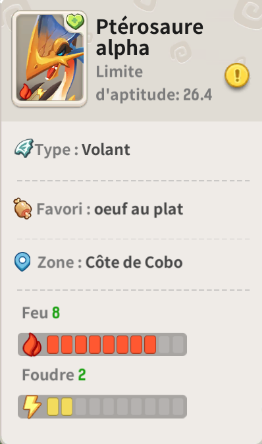 Ptérosaure
alpha
Limite
d'aptitude: 26.4
Type : Volant
Favori : oeuf au plat
Zone : Côte de Cobo
Feu 8
Foudre 2